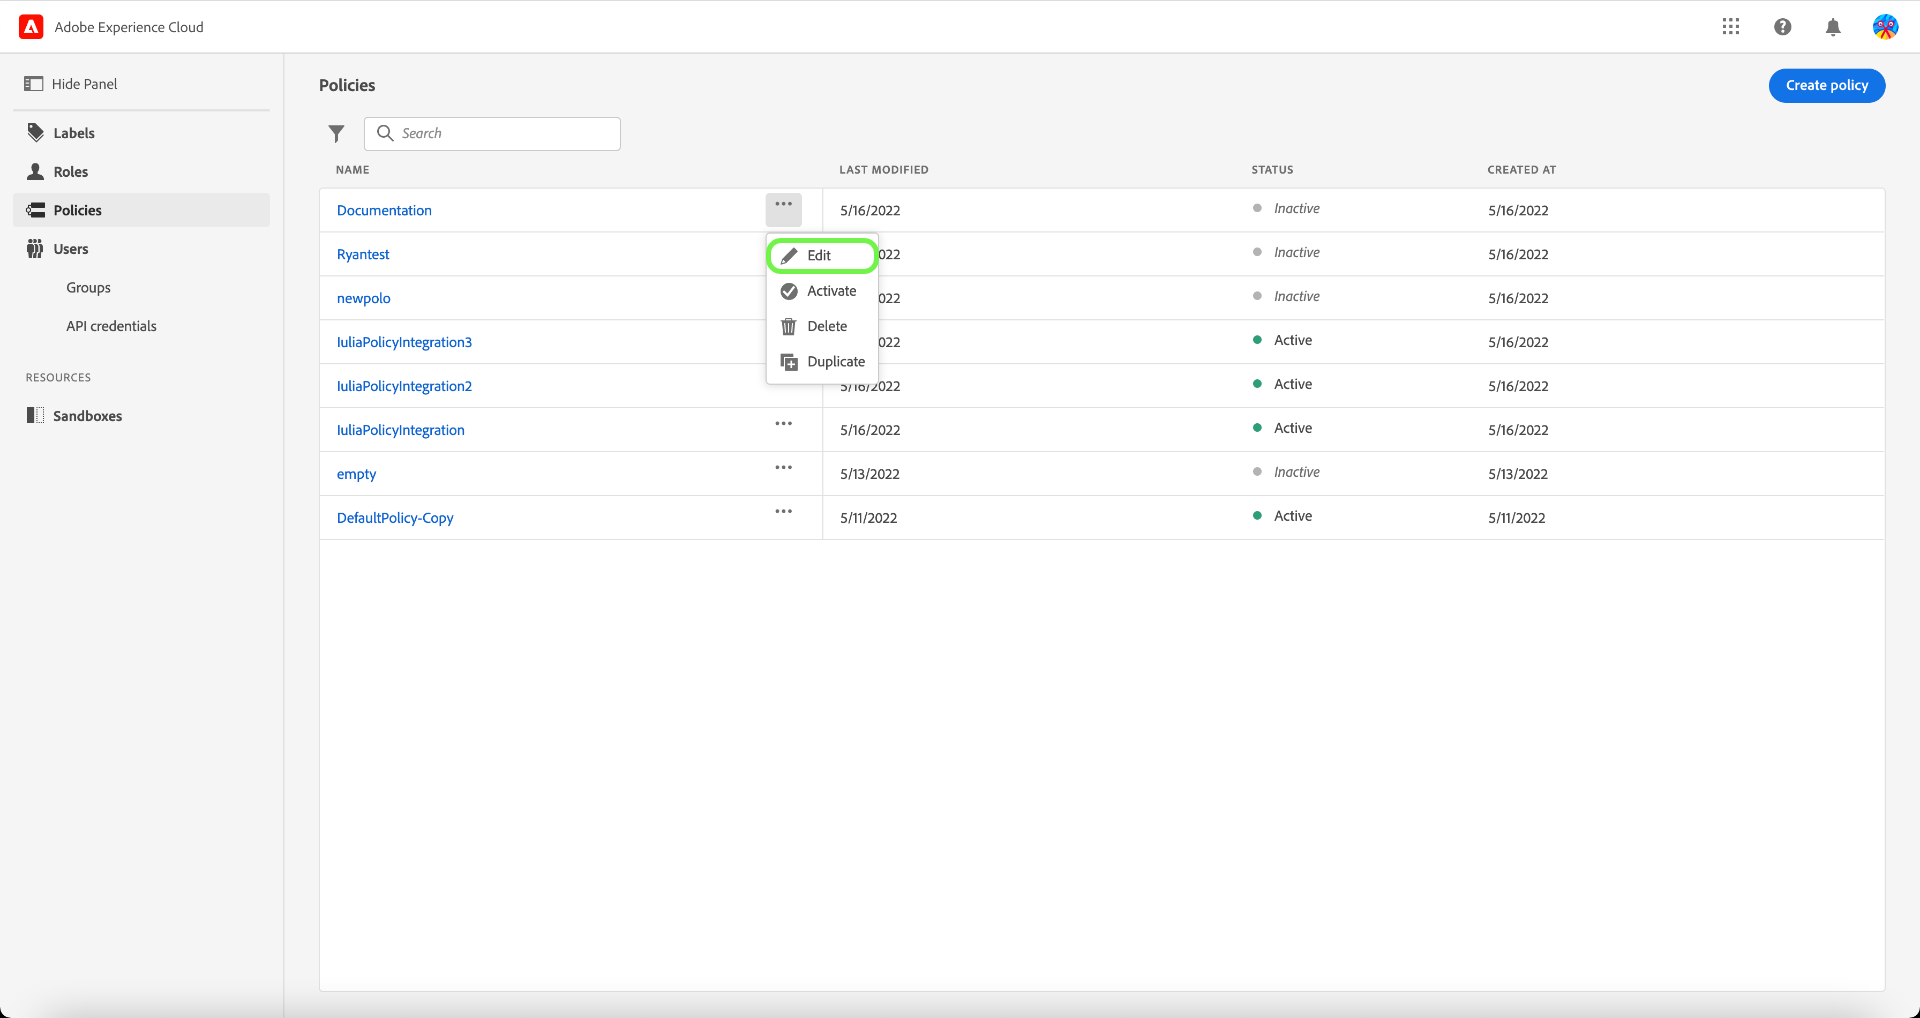 Adobe Experience Cloud
Hide Panel
Labels
Roles
Policies
Users
Groups
API credentials
RESOURCES
Sandboxes
Policies
Create policy
Search
NAME LAST MODIFIED STATUS CREATED AT
Documentation ••• 5/16/2022 Inactive 5/16/2022
Ryantest 022 Inactive 5/16/2022
newpolo 022 Inactive 5/16/2022
IuliaPolicyIntegration3 022 Active 5/16/2022
IuliaPolicyIntegration2 5/16/2022 Active 5/16/2022
IuliaPolicyIntegration ••• 5/16/2022 Active 5/16/2022
empty ••• 5/13/2022 Inactive 5/13/2022
DefaultPolicy-Copy ••• 5/11/2022 Active 5/11/2022
Edit
Activate
Delete
Duplicate